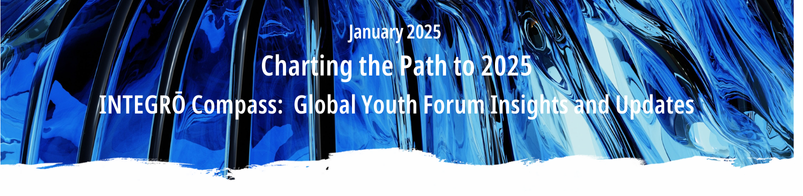 January 2025
Charting the Path to 2025
INTEGRŌ Compass:  Global Youth Forum Insights and Updates